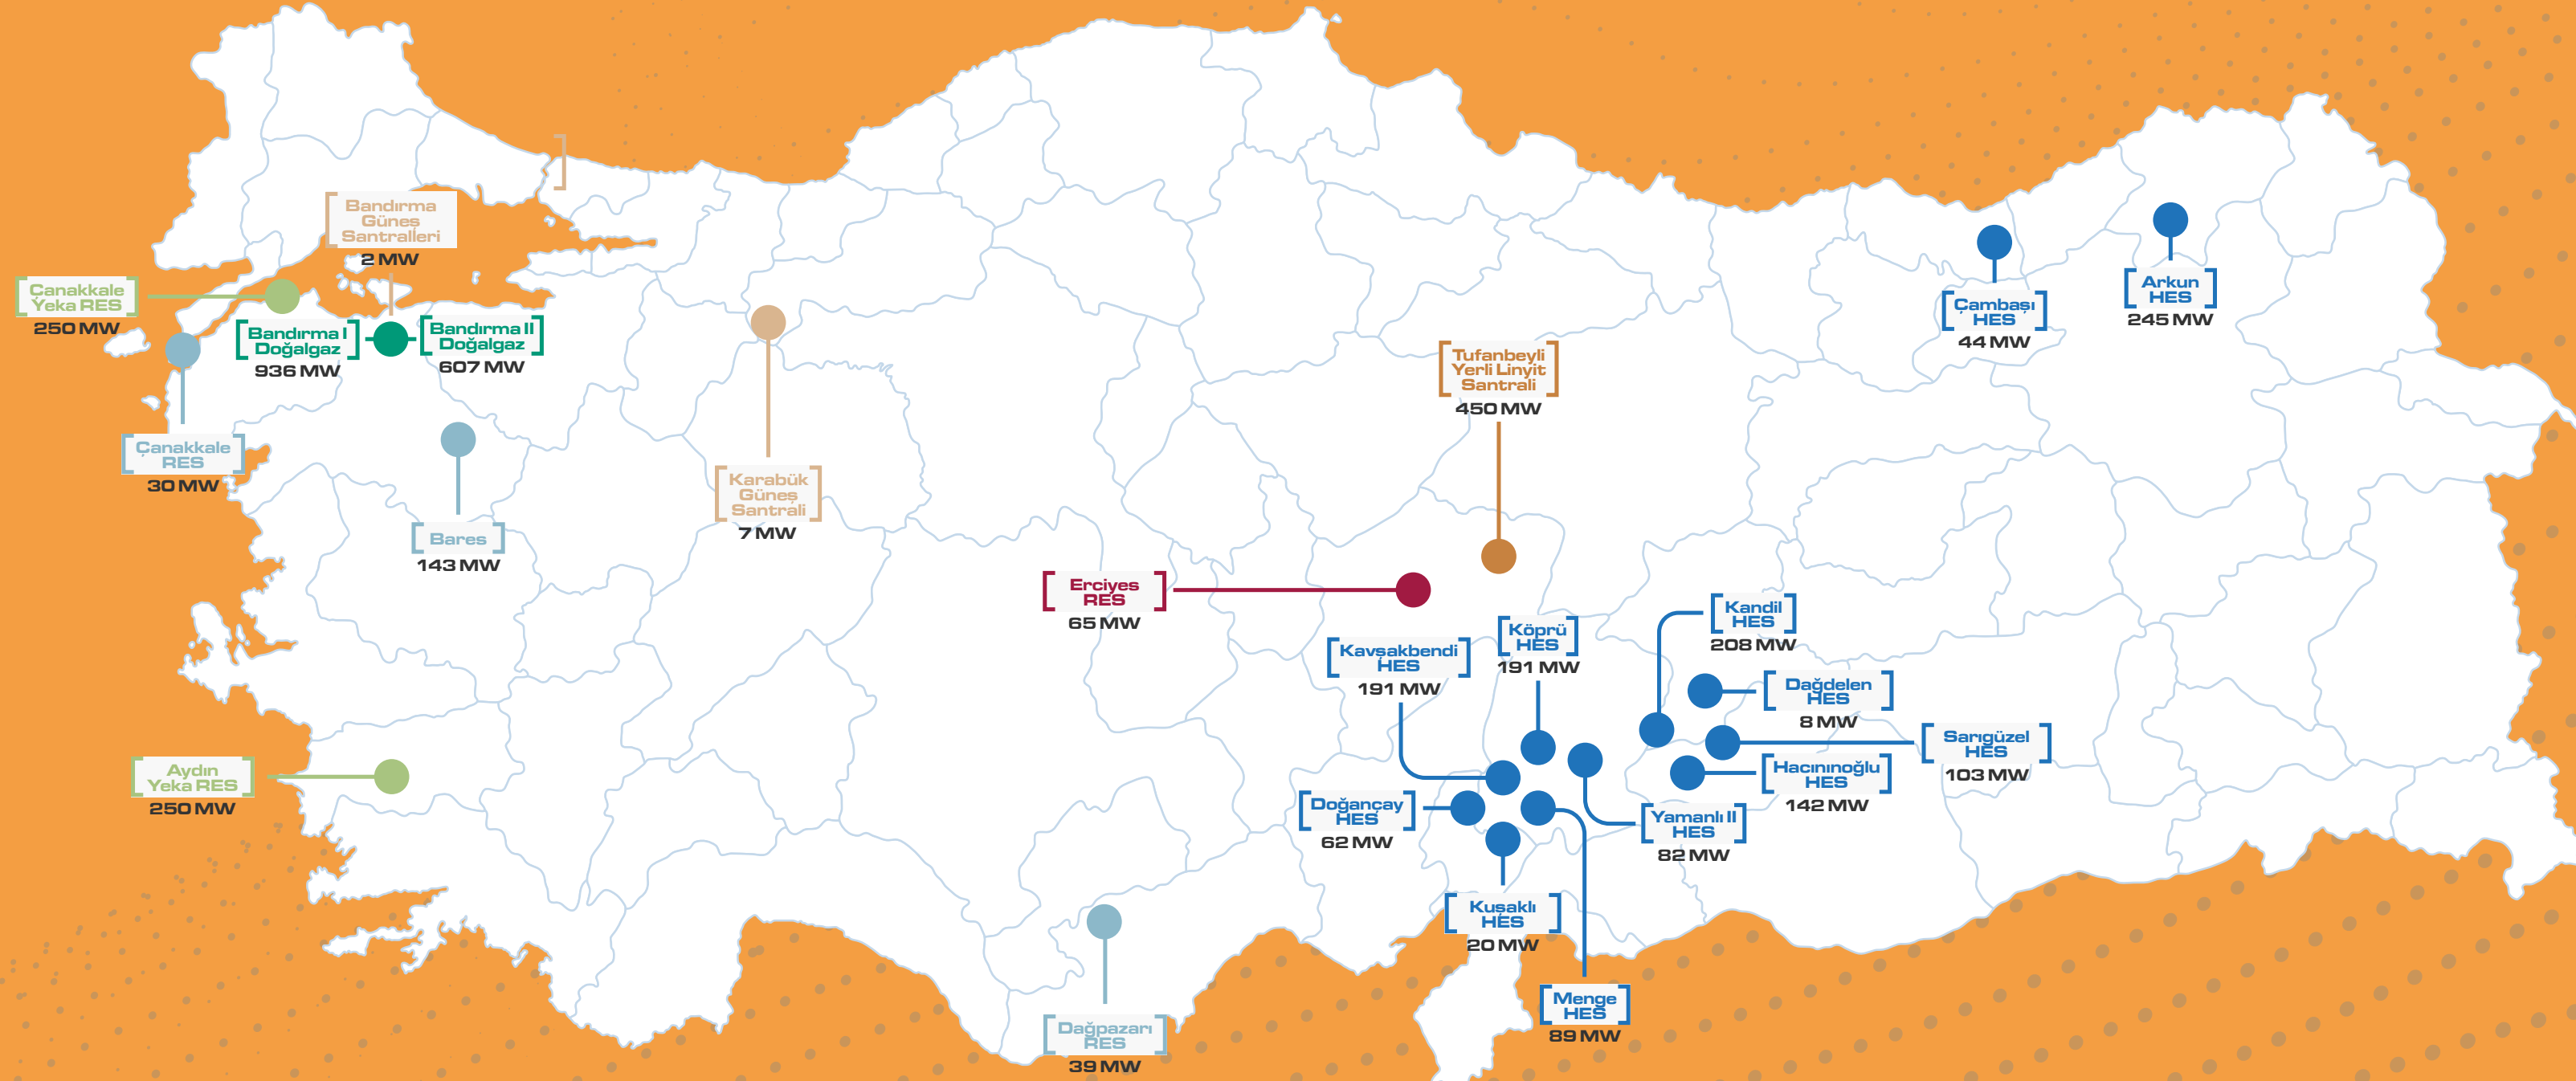 Bandırma
Güneş
Santralleri
2 MW
Çanakkale
Yeka RES
250 MW
Bandırma I
Doğalgaz
936 MW
Bandırma II
Doğalgaz
607 MW
Çanakkale
RES
30 MW
Bares
143 MW
Karabük
Güneş
Santrali
7 MW
Aydın
Yeka RES
250 MW
Erciyes
RES
65 MW
Dağpazarı
RES
39 MW
Tufanbeyli
Yerli Linyit
Santrali
450 MW
Çambaşı
HES
44 MW
Arkun
HES
245 MW
Kavşakbendi
HES
191 MW
Köprü
HES
191 MW
Kandil
HES
208 MW
Dağdelen
HES
8 MW
Sarıgüzel
HES
103 MW
Hacınınoğlu
HES
142 MW
Doğançay
HES
62 MW
Yamanlı II
HES
82 MW
Kuşaklı
HES
20 MW
Menge
HES
89 MW